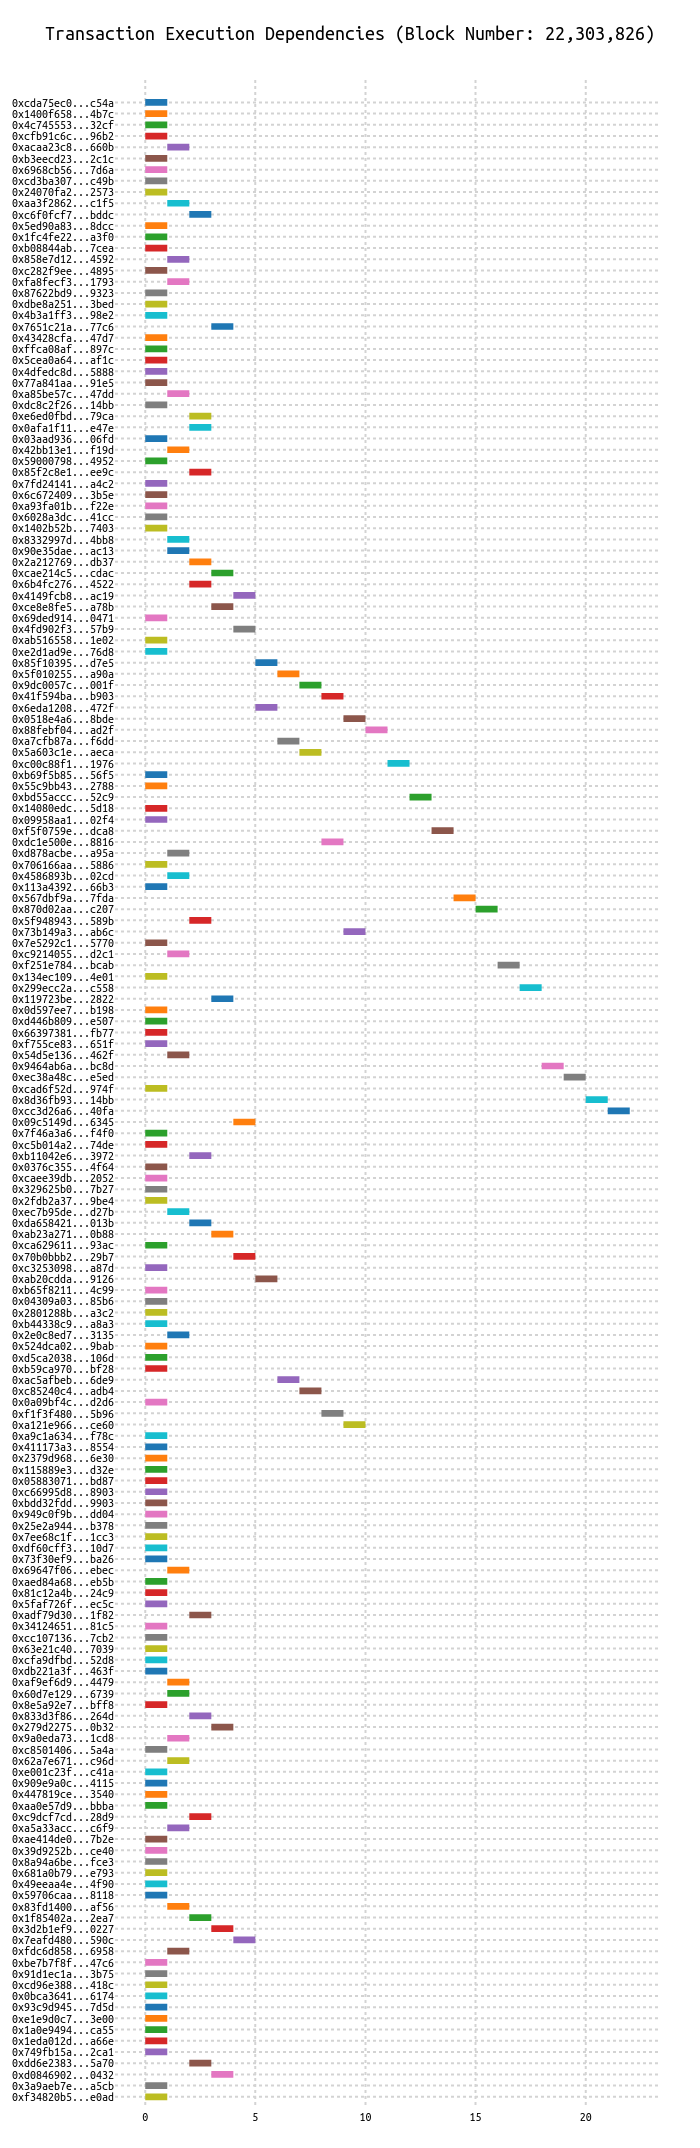 Transaction Execution Dependencies (Block Number: 22,303,826)
0xcda75ec0...c54a
0x1400f658...4b7c
0x4c745553...32cf
0xcfb91c6c...96b2
0xacaa23c8...660b
0xb3eecd23...2c1c
0x6968cb56...7d6a
0xcd3ba307...c49b
0x24070fa2...2573
0xaa3f2862...c1f5
0xc6f0fcf7...bddc
0x5ed90a83...8dcc
0x1fc4fe22...a3f0
0xb08844ab...7cea
0x858e7d12...4592
0xc282f9ee...4895
0xfa8fecf3...1793
0x87622bd9...9323
0xdbe8a251...3bed
0x4b3a1ff3...98e2
0x7651c21a...77c6
0x43428cfa...47d7
0xffca08af...897c
0x5cea0a64...af1c
0x4dfedc8d...5888
0x77a841aa...91e5
0xa85be57c...47dd
0xdc8c2f26...14bb
0xe6ed0fbd...79ca
0x0afa1f11...e47e
0x03aad936...06fd
0x42bb13e1...f19d
0x59000798...4952
0x85f2c8e1...ee9c
0x7fd24141...a4c2
0x6c672409...3b5e
0xa93fa01b...f22e
0x6028a3dc...41cc
0x1402b52b...7403
0x8332997d...4bb8
0x90e35dae...ac13
0x2a212769...db37
0xcae214c5...cdac
0x6b4fc276...4522
0x4149fcb8...ac19
0xce8e8fe5...a78b
0x69ded914...0471
0x4fd902f3...57b9
0xab516558...1e02
0xe2d1ad9e...76d8
0x85f10395...d7e5
0x5f010255...a90a
0x9dc0057c...001f
0x41f594ba...b903
0x6eda1208...472f
0x0518e4a6...8bde
0x88febf04...ad2f
0xa7cfb87a...f6dd
0x5a603c1e...aeca
0xc00c88f1...1976
0xb69f5b85...56f5
0x55c9bb43...2788
0xbd55accc...52c9
0x14080edc...5d18
0x09958aa1...02f4
0xf5f0759e...dca8
0xdc1e500e...8816
0xd878acbe...a95a
0x706166aa...5886
0x4586893b...02cd
0x113a4392...66b3
0x567dbf9a...7fda
0x870d02aa...c207
0x5f948943...589b
0x73b149a3...ab6c
0x7e5292c1...5770
0xc9214055...d2c1
0xf251e784...bcab
0x134ec109...4e01
0x299ecc2a...c558
0x119723be...2822
0x0d597ee7...b198
0xd446b809...e507
0x66397381...fb77
0xf755ce83...651f
0x54d5e136...462f
0x9464ab6a...bc8d
0xec38a48c...e5ed
0xcad6f52d...974f
0x8d36fb93...14bb
0xcc3d26a6...40fa
0x09c5149d...6345
0x7f46a3a6...f4f0
0xc5b014a2...74de
0xb11042e6...3972
0x0376c355...4f64
0xcaee39db...2052
0x329625b0...7b27
0x2fdb2a37...9be4
0xec7b95de...d27b
0xda658421...013b
0xab23a271...0b88
0xca629611...93ac
0x70b0bbb2...29b7
0xc3253098...a87d
0xab20cdda...9126
0xb65f8211...4c99
0x04309a03...85b6
0x2801288b...a3c2
0xb44338c9...a8a3
0x2e0c8ed7...3135
0x524dca02...9bab
0xd5ca2038...106d
0xb59ca970...bf28
0xac5afbeb...6de9
0xc85240c4...adb4
0x0a09bf4c...d2d6
0xf1f3f480...5b96
0xa121e966...ce60
0xa9c1a634...f78c
0x411173a3...8554
0x2379d968...6e30
0x115889e3...d32e
0x05883071...bd87
0xc66995d8...8903
0xbdd32fdd...9903
0x949c0f9b...dd04
0x25e2a944...b378
0x7ee68c1f...1cc3
0xdf60cff3...10d7
0x73f30ef9...ba26
0x69647f06...ebec
0xaed84a68...eb5b
0x81c12a4b...24c9
0x5faf726f...ec5c
0xadf79d30...1f82
0x34124651...81c5
0xcc107136...7cb2
0x63e21c40...7039
0xcfa9dfbd...52d8
0xdb221a3f...463f
0xaf9ef6d9...4479
0x60d7e129...6739
0x8e5a92e7...bff8
0x833d3f86...264d
0x279d2275...0b32
0x9a0eda73...1cd8
0xc8501406...5a4a
0x62a7e671...c96d
0xe001c23f...c41a
0x909e9a0c...4115
0x447819ce...3540
0xaa0e57d9...bbba
0xc9dcf7cd...28d9
0xa5a33acc...c6f9
0xae414de0...7b2e
0x39d9252b...ce40
0x8a94a6be...fce3
0x681a0b79...e793
0x49eeaa4e...4f90
0x59706caa...8118
0x83fd1400...af56
0x1f85402a...2ea7
0x3d2b1ef9...0227
0x7eafd480...590c
0xfdc6d858...6958
0xbe7b7f8f...47c6
0x91d1ec1a...3b75
0xcd96e388...418c
0x0bca3641...6174
0x93c9d945...7d5d
0xe1e9d0c7...3e00
0x1a0e9494...ca55
0x1eda012d...a66e
0x749fb15a...2ca1
0xdd6e2383...5a70
0xd0846902...0432
0x3a9aeb7e...a5cb
0xf34820b5...e0ad
0 5 10 15 20